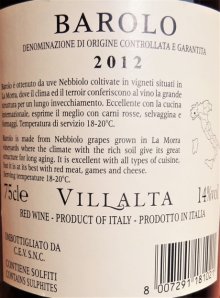 BAROLO
DENOMINAZIONE DI ORIGINE CONTROLLATA E GARANTITA
2012
Barolo è ottenuto da uve Nebbiolo coltivate in vigneti situati in
La Morra, dove il clima ed il terroir conferiscono al vino la grande
struttura per un lungo invecchiamento. Eccellente con la cucina
internazionale, esprime il meglio con carni rosse, selvaggina e
formaggi. Temperatura di servizio 18-20°C.
Barolo is made from Nebbiolo grapes grown in La Morra
vineyards where the climate with the rich soil give its great
structure for long aging. It is excellent with all types of cuisine,
but it is at its best with red meat, games and cheese.
Serving temperature 18-20°C.
75cle
VILLALTA
14%vol
RED WINE - PRODUCT OF ITALY - PRODOTTO IN ITALIA
IMBOTTIGLIATO DA
C.E.V. S.N.C.
CONTIENE SOLFITI
CONTAINS SULPHITES
8 007291 181021